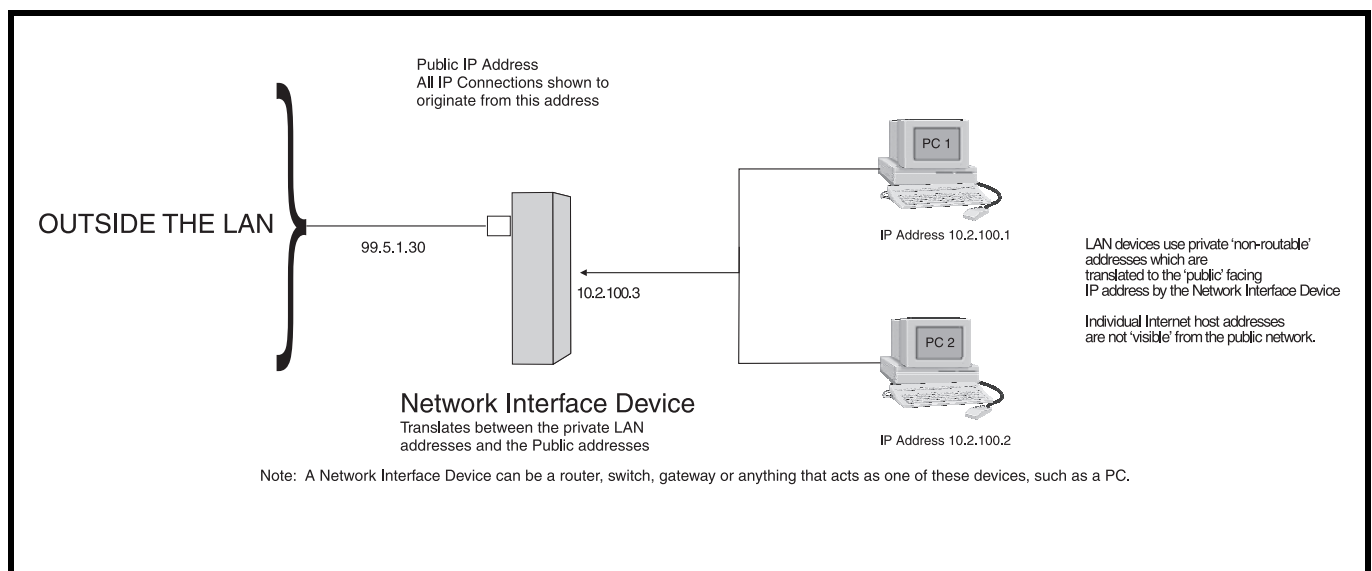 Public IP Address
All IP Connections shown to
originate from this address
OUTSIDE THE LAN
99.5.1.30
10.2.100.3
PC 1
IP Address 10.2.100.1
PC 2
IP Address 10.2.100.2
LAN devices use private 'non-routable'
addresses which are
translated to the 'public' facing
IP address by the Network Interface Device
Individual Internet host addresses
are not 'visible' from the public network.
Network Interface Device
Translates between the private LAN
addresses and the Public addresses
Note: A Network Interface Device can be a router, switch, gateway or anything that acts as one of these devices, such as a PC.